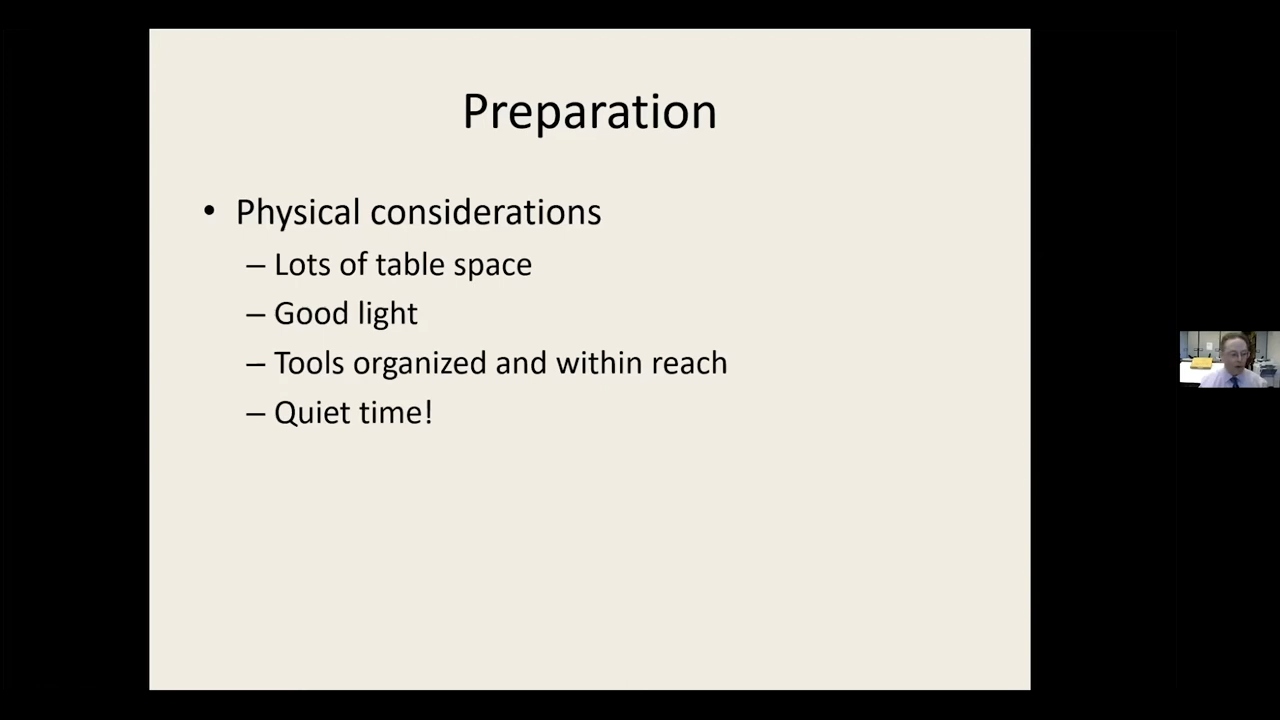 Preparation
• Physical considerations
– Lots of table space
– Good light
– Tools organized and within reach
– Quiet time!